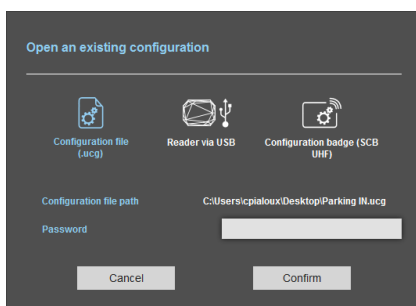 Open an existing configuration
Configuration file
(.ucg)
Reader via USB
Configuration badge (SCB
UHF)
Configuration file path
C:\Users\cpialoux\Desktop\Parking IN.ucg
Password
Cancel
Confirm